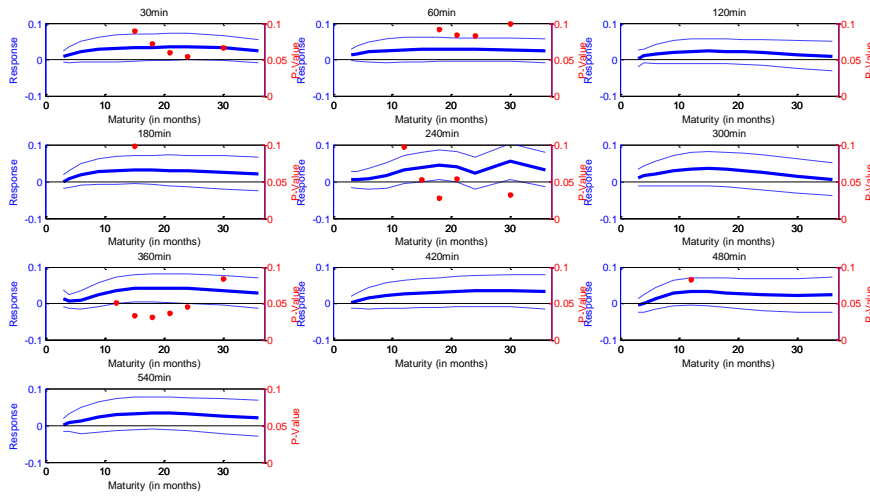 30min
60min
120min
0.1
0
-0.1
Response
0.1
0.05
0
P-Value
0 10 20 30
Maturity (in months)
0.1
0
-0.1
Response
0.1
0.05
0
P-Value
0 10 20 30
Maturity (in months)
0.1
0
-0.1
Response
0.1
0.05
0
P-Value
0 10 20 30
Maturity (in months)
180min
240min
300min
0.1
0
-0.1
Response
0.1
0.05
0
P-Value
0 10 20 30
Maturity (in months)
0.1
0
-0.1
Response
0.1
0.05
0
P-Value
0 10 20 30
Maturity (in months)
0.1
0
-0.1
Response
0.1
0.05
0
P-Value
0 10 20 30
Maturity (in months)
360min
420min
480min
0.1
0
-0.1
Response
0.1
0.05
0
P-Value
0 10 20 30
Maturity (in months)
0.1
0
-0.1
Response
0.1
0.05
0
P-Value
0 10 20 30
Maturity (in months)
0.1
0
-0.1
Response
0.1
0.05
0
P-Value
0 10 20 30
Maturity (in months)
540min
0.1
0
-0.1
Response
0.1
0.05
0
P-Value
0 10 20 30
Maturity (in months)